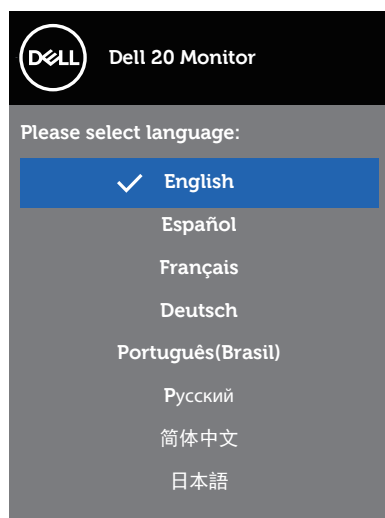 DELL
Dell 20 Monitor
Please select language:
English
Español
Français
Deutsch
Português(Brasil)
Русский
简体中文
日本語